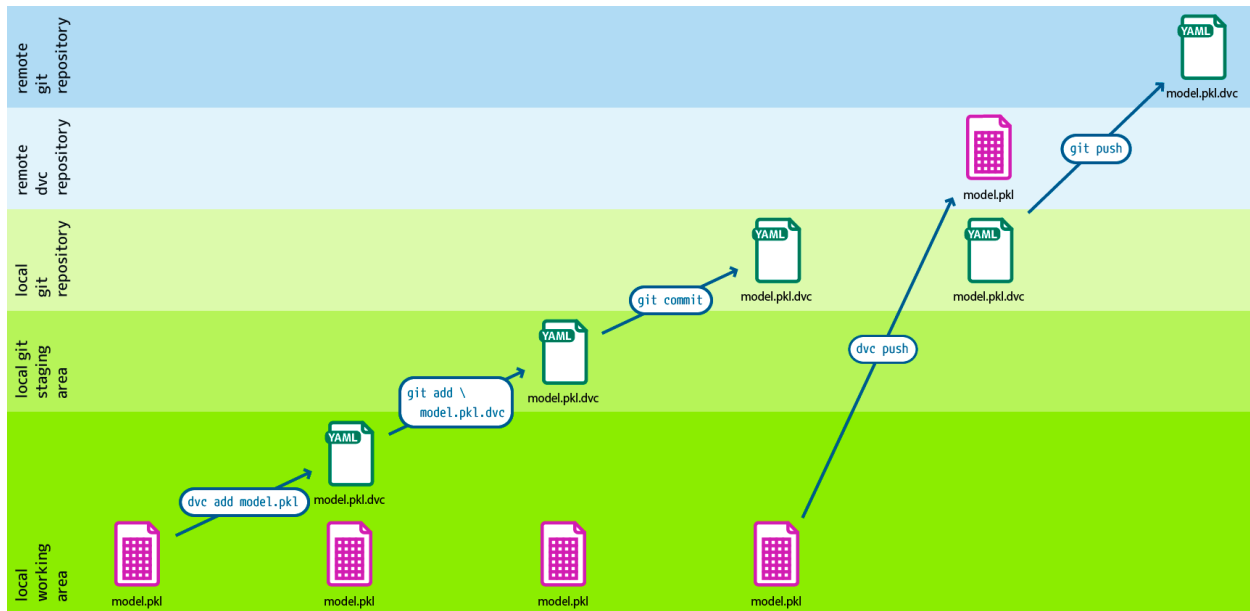 remote
git
repository
YAML
model.pkl.dvc
git push
remote
dvc
repository
model.pkl
local
git
repository
YAML
model.pkl.dvc
YAML
model.pkl.dvc
git commit
dvc push
local git
staging
area
YAML
model.pkl.dvc
git add \
model.pkl.dvc
local
working
area
YAML
model.pkl.dvc
dvc add model.pkl
model.pkl
model.pkl
model.pkl
model.pkl